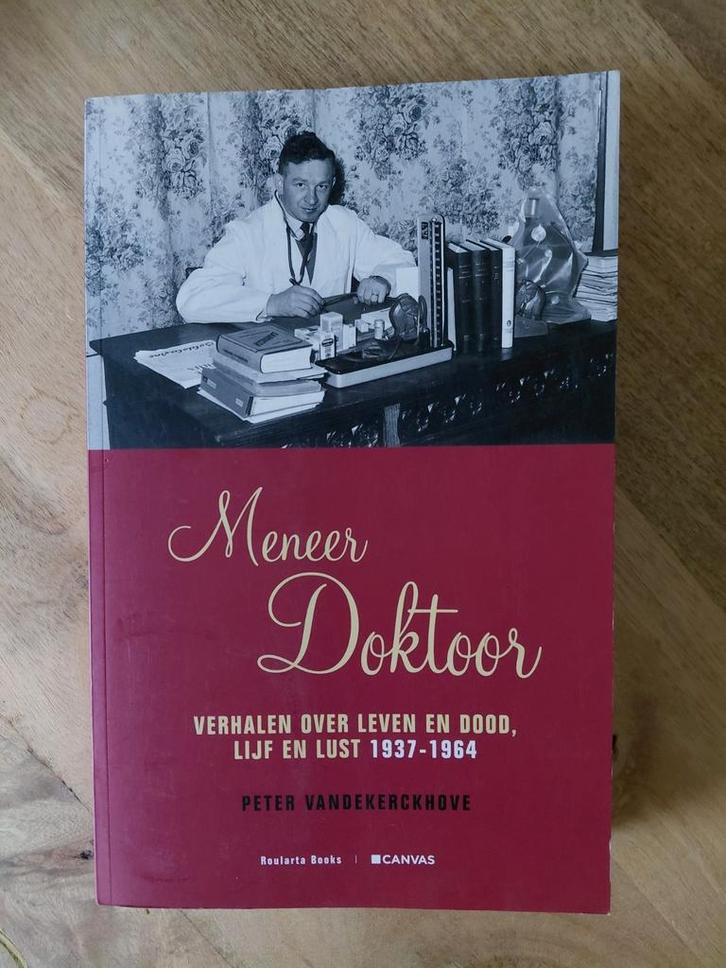 Meneer
Doktoor
VERHALEN OVER LEVEN EN DOOD,
LIJF EN LUST 1937-1964
PETER VANDEKERCKHOVE
Roularta Books | CANVAS